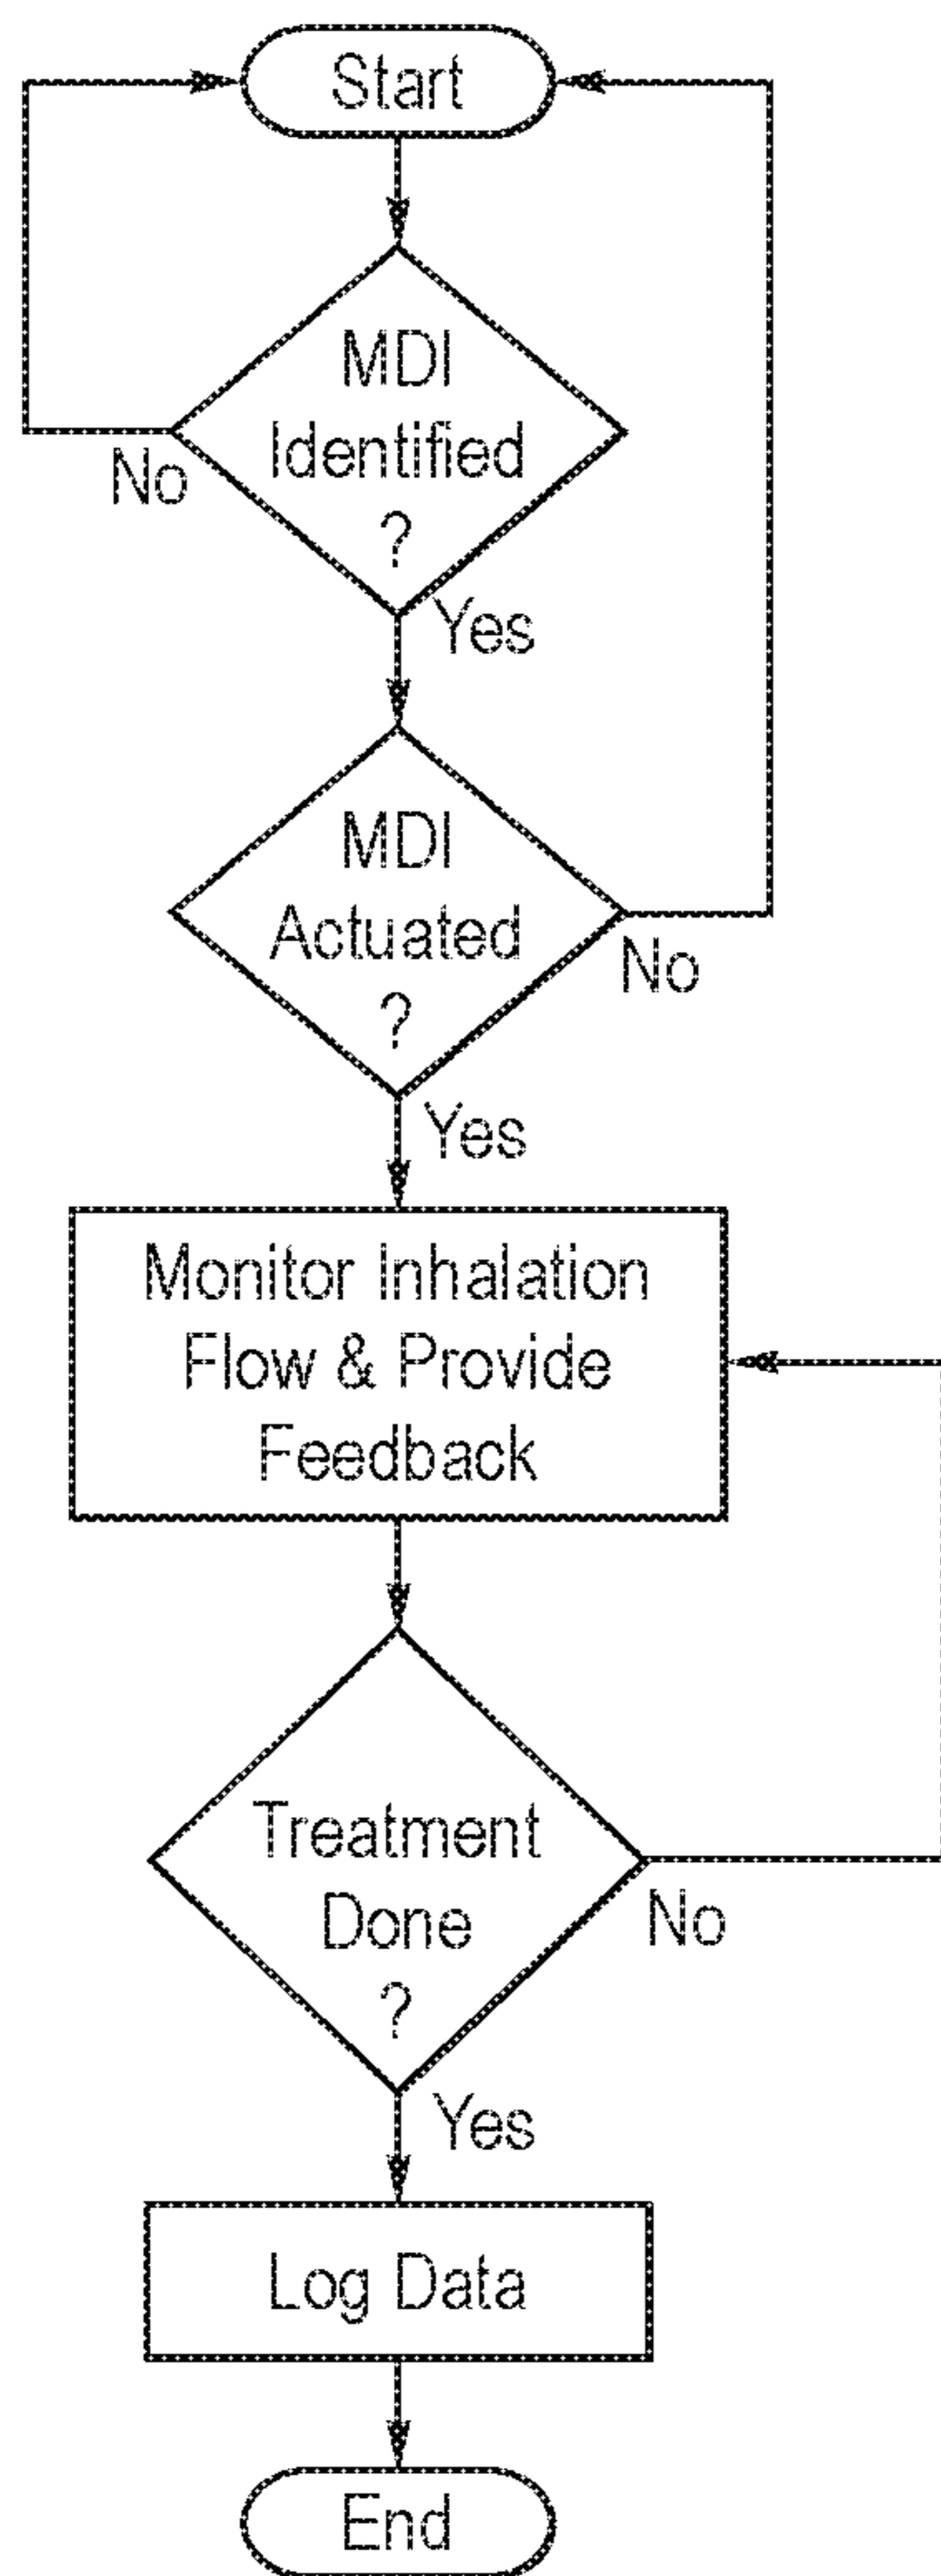 Start
MDI
Identified
?
No
Yes
MDI
Actuated
?
No
Yes
Monitor Inhalation
Flow & Provide
Feedback
Treatment
Done
?
No
Yes
Log Data
End